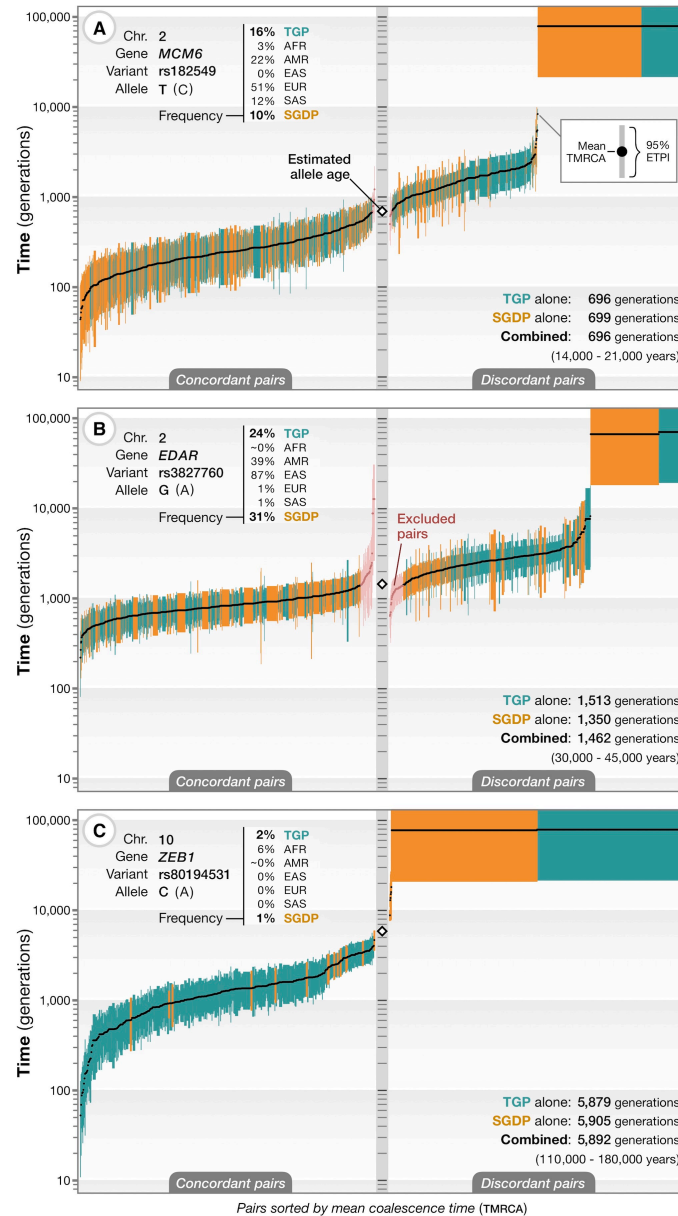 A
Chr. 2
Gene MCM6
Variant rs182549
Allele T (C)
Frequency
16% TGP
3% AFR
22% AMR
0% EAS
51% EUR
12% SAS
10% SGDP
Estimated
allele age
Mean
TMRCA
95%
ETPI
100,000
10,000
1,000
100
10
Time (generations)
TGP alone: 696 generations
SGDP alone: 699 generations
Combined: 696 generations
(14,000 - 21,000 years)
Concordant pairs
Discordant pairs
B
Chr. 2
Gene EDAR
Variant rs3827760
Allele G (A)
Frequency
24% TGP
~0% AFR
39% AMR
87% EAS
1% EUR
1% SAS
31% SGDP
Excluded
pairs
100,000
10,000
1,000
100
10
Time (generations)
TGP alone: 1,513 generations
SGDP alone: 1,350 generations
Combined: 1,462 generations
(30,000 - 45,000 years)
Concordant pairs
Discordant pairs
C
Chr. 10
Gene ZEB1
Variant rs80194531
Allele C (A)
Frequency
2% TGP
6% AFR
~0% AMR
0% EAS
0% EUR
0% SAS
1% SGDP
100,000
10,000
1,000
100
10
Time (generations)
TGP alone: 5,879 generations
SGDP alone: 5,905 generations
Combined: 5,892 generations
(110,000 - 180,000 years)
Concordant pairs
Discordant pairs
Pairs sorted by mean coalescence time (TMRCA)